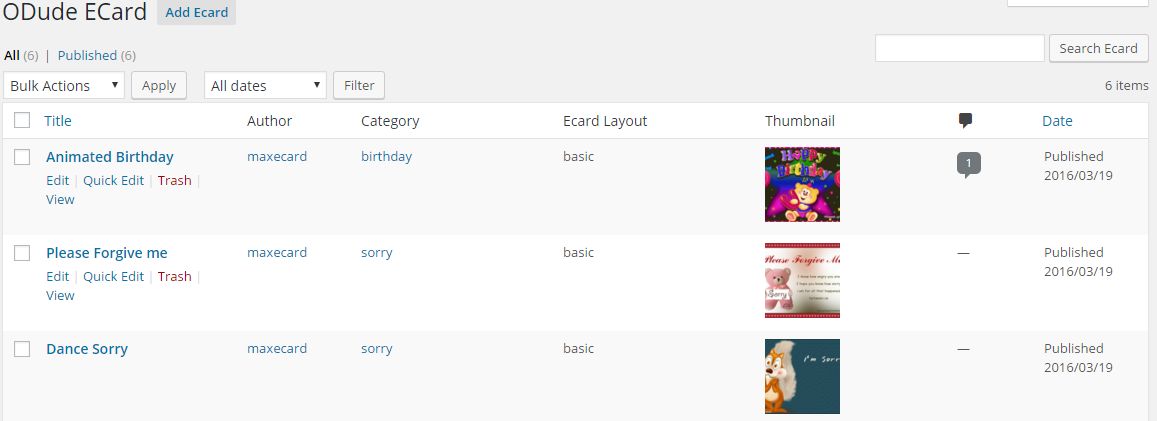 ODude ECard Add Ecard
All (6) | Published (6)
Search Ecard
Bulk Actions Apply All dates Filter 6 items
Title Author Category Ecard Layout Thumbnail Date
Animated Birthday maxecard birthday basic Happy Birthday 1 Published 2016/03/19
Edit | Quick Edit | Trash |
View
Please Forgive me maxecard sorry basic Please Forgive M — Published 2016/03/19
Edit | Quick Edit | Trash |
View
Sorry
Dance Sorry maxecard sorry basic I'm Sorr — Published 2016/03/19